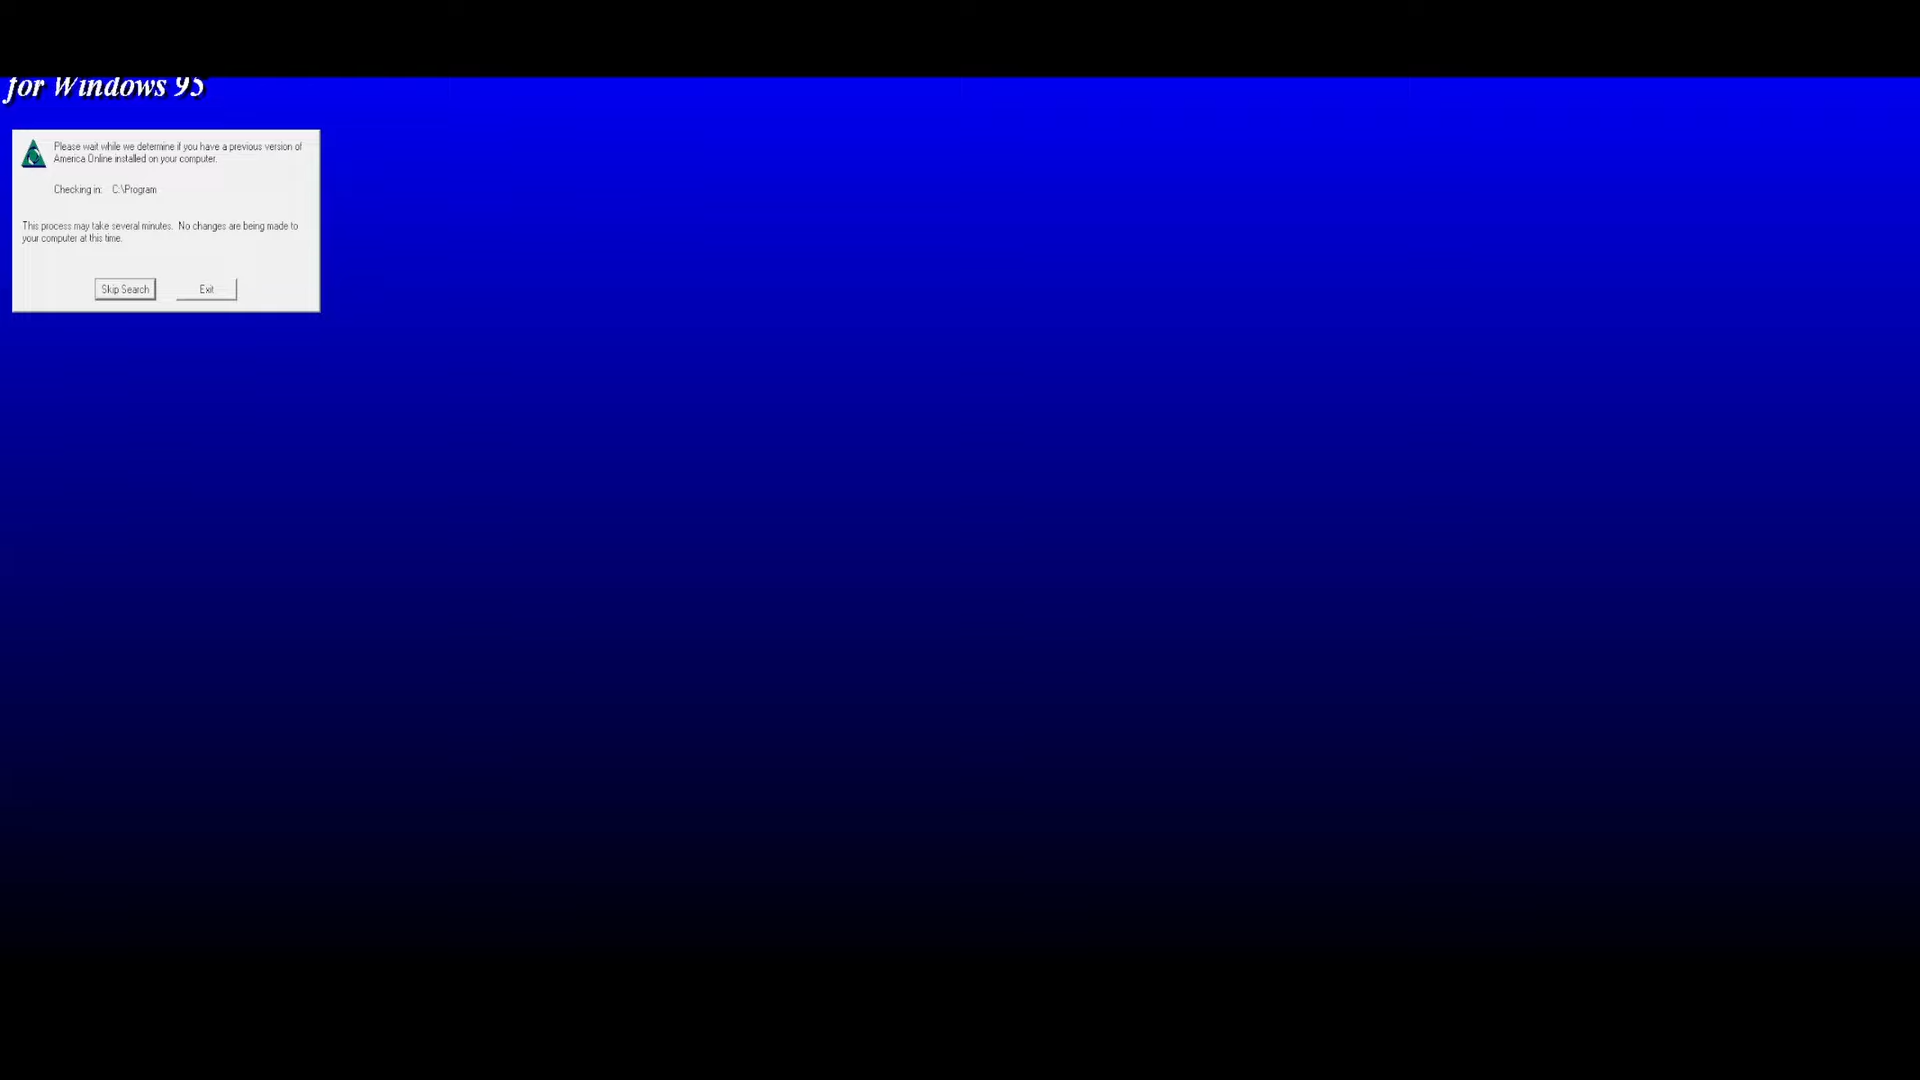 for Windows 95
Please wait while we determine if you have a previous version of
America Online installed on your computer.
Checking in: C:\Program
This process may take several minutes. No changes are being made to
your computer at this time.
Skip Search Exit